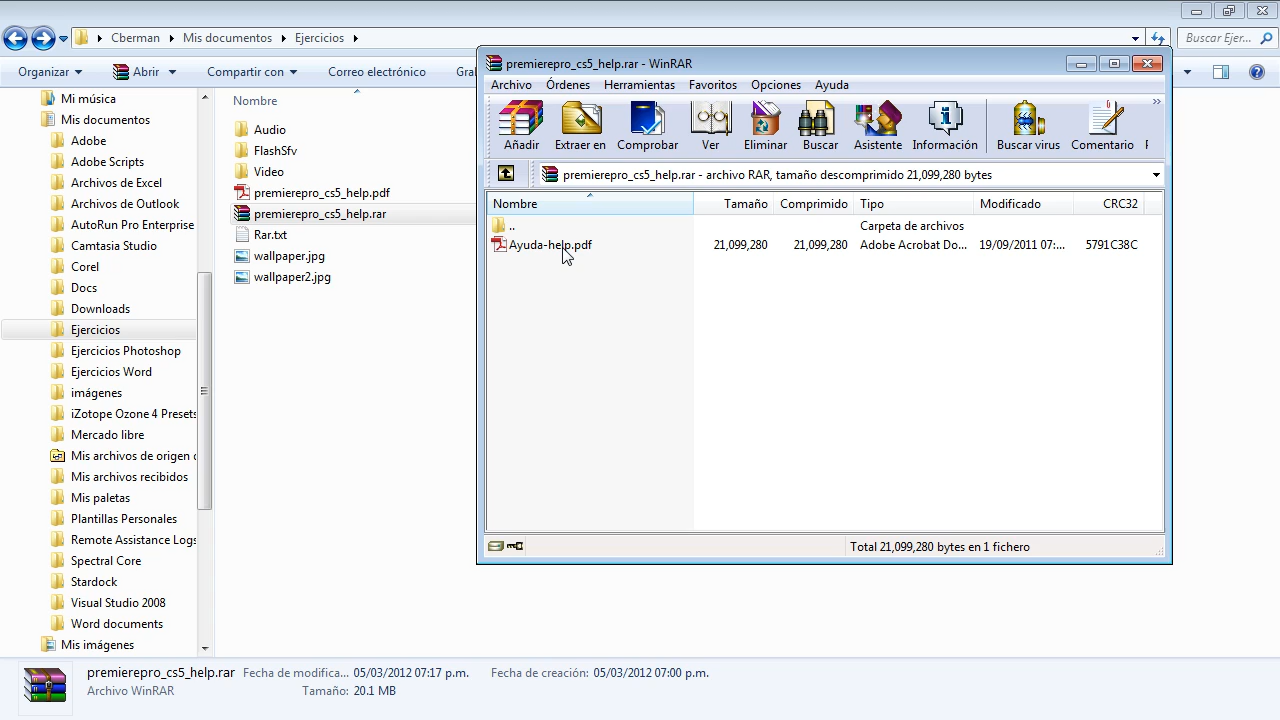 Cberman Mis documentos Ejercicios
Buscar Ejer...
Organizar Abrir Compartir con Correo electrónico
Mi música
Mis documentos
Adobe
Adobe Scripts
Archivos de Excel
Archivos de Outlook
AutoRun Pro Enterprise
Camtasia Studio
Corel
Docs
Downloads
Ejercicios
Ejercicios Photoshop
Ejercicios Word
imágenes
iZotope Ozone 4 Presets
Mercado libre
Mis archivos de origen
Mis archivos recibidos
Mis paletas
Plantillas Personales
Remote Assistance Logs
Spectral Core
Stardock
Visual Studio 2008
Word documents
Mis imágenes
Nombre
Audio
FlashSfv
Video
premierepro_cs5_help.pdf
premierepro_cs5_help.rar
Rar.txt
wallpaper.jpg
wallpaper2.jpg
premierepro_cs5_help.rar - WinRAR
Archivo Órdenes Herramientas Favoritos Opciones Ayuda
Añadir Extraer en Comprobar Ver Eliminar Buscar Asistente Información Buscar virus Comentario
premierepro_cs5_help.rar - archivo RAR, tamaño descomprimido 21,099,280 bytes
Nombre Tamaño Comprimido Tipo Modificado CRC32
.. Carpeta de archivos
Ayuda-help.pdf 21,099,280 21,099,280 Adobe Acrobat Do... 19/09/2011 07:... 5791C38C
Total 21,099,280 bytes en 1 fichero
premierepro_cs5_help.rar Fecha de modifica... 05/03/2012 07:17 p.m. Fecha de creación: 05/03/2012 07:00 p.m.
Archivo WinRAR Tamaño: 20.1 MB